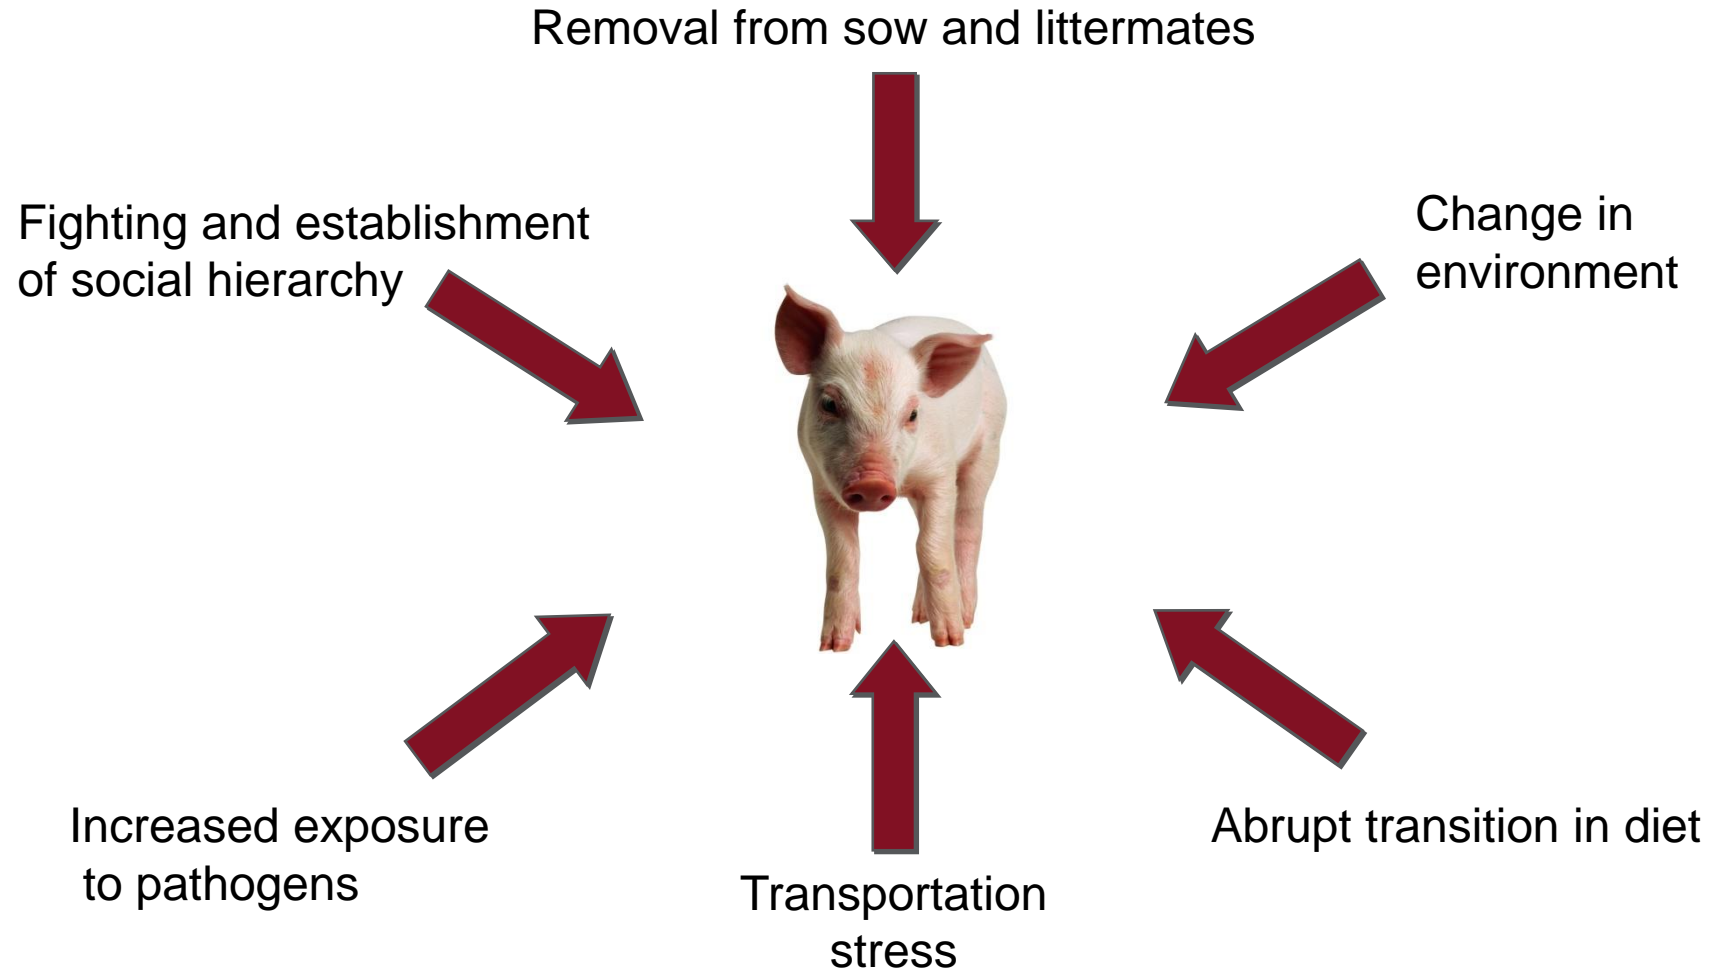 Removal from sow and littermates
Fighting and establishment
of social hierarchy
Change in
environment
Increased exposure
to pathogens
Abrupt transition in diet
Transportation
stress